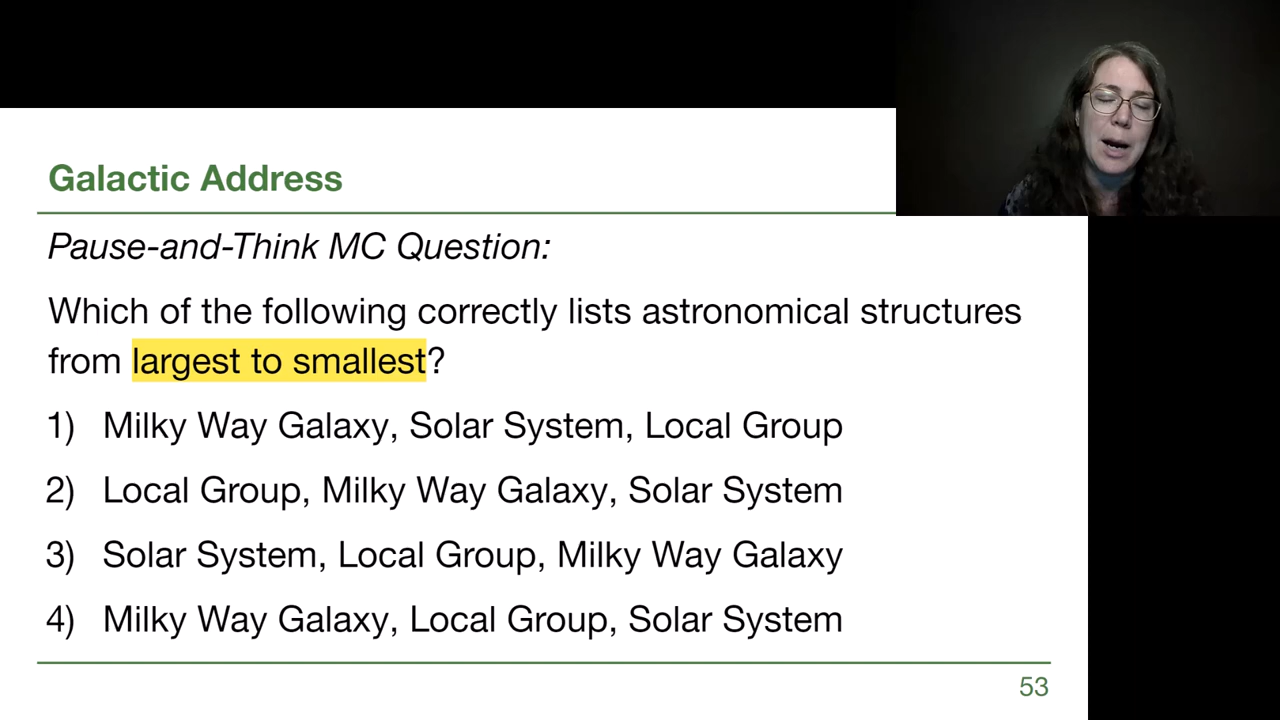 Galactic Address
Pause-and-Think MC Question:
Which of the following correctly lists astronomical structures
from largest to smallest?
1) Milky Way Galaxy, Solar System, Local Group
2) Local Group, Milky Way Galaxy, Solar System
3) Solar System, Local Group, Milky Way Galaxy
4) Milky Way Galaxy, Local Group, Solar System
53